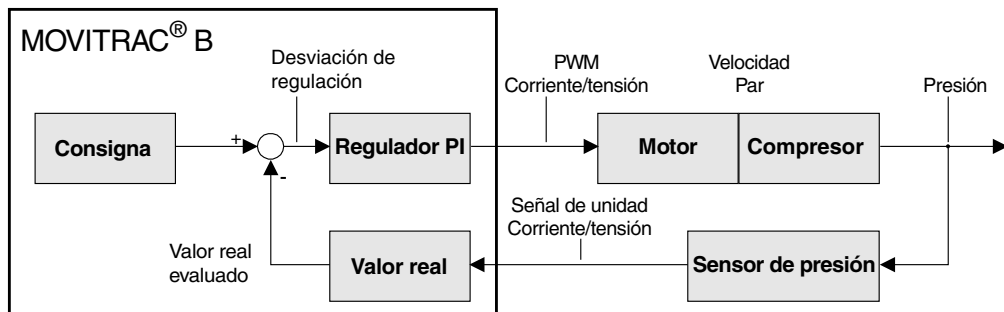 MOVITRAC® B
Desviación de
regulación
PWM
Corriente/tensión
Velocidad
Par
Presión
Consigna
+
-
Regulador PI
Motor
Compresor
Señal de unidad
Corriente/tensión
Valor real
evaluado
Valor real
Sensor de presión